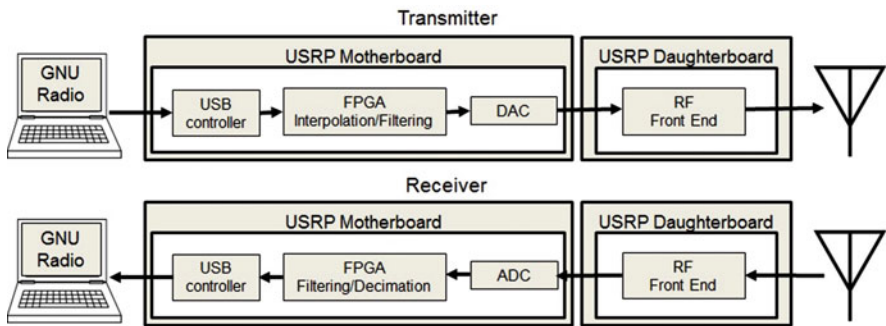 Transmitter
USRP Motherboard
USRP Daughterboard
GNU
Radio
USB
controller
FPGA
Interpolation/Filtering
DAC
RF
Front End
Receiver
USRP Motherboard
USRP Daughterboard
GNU
Radio
USB
controller
FPGA
Filtering/Decimation
ADC
RF
Front End